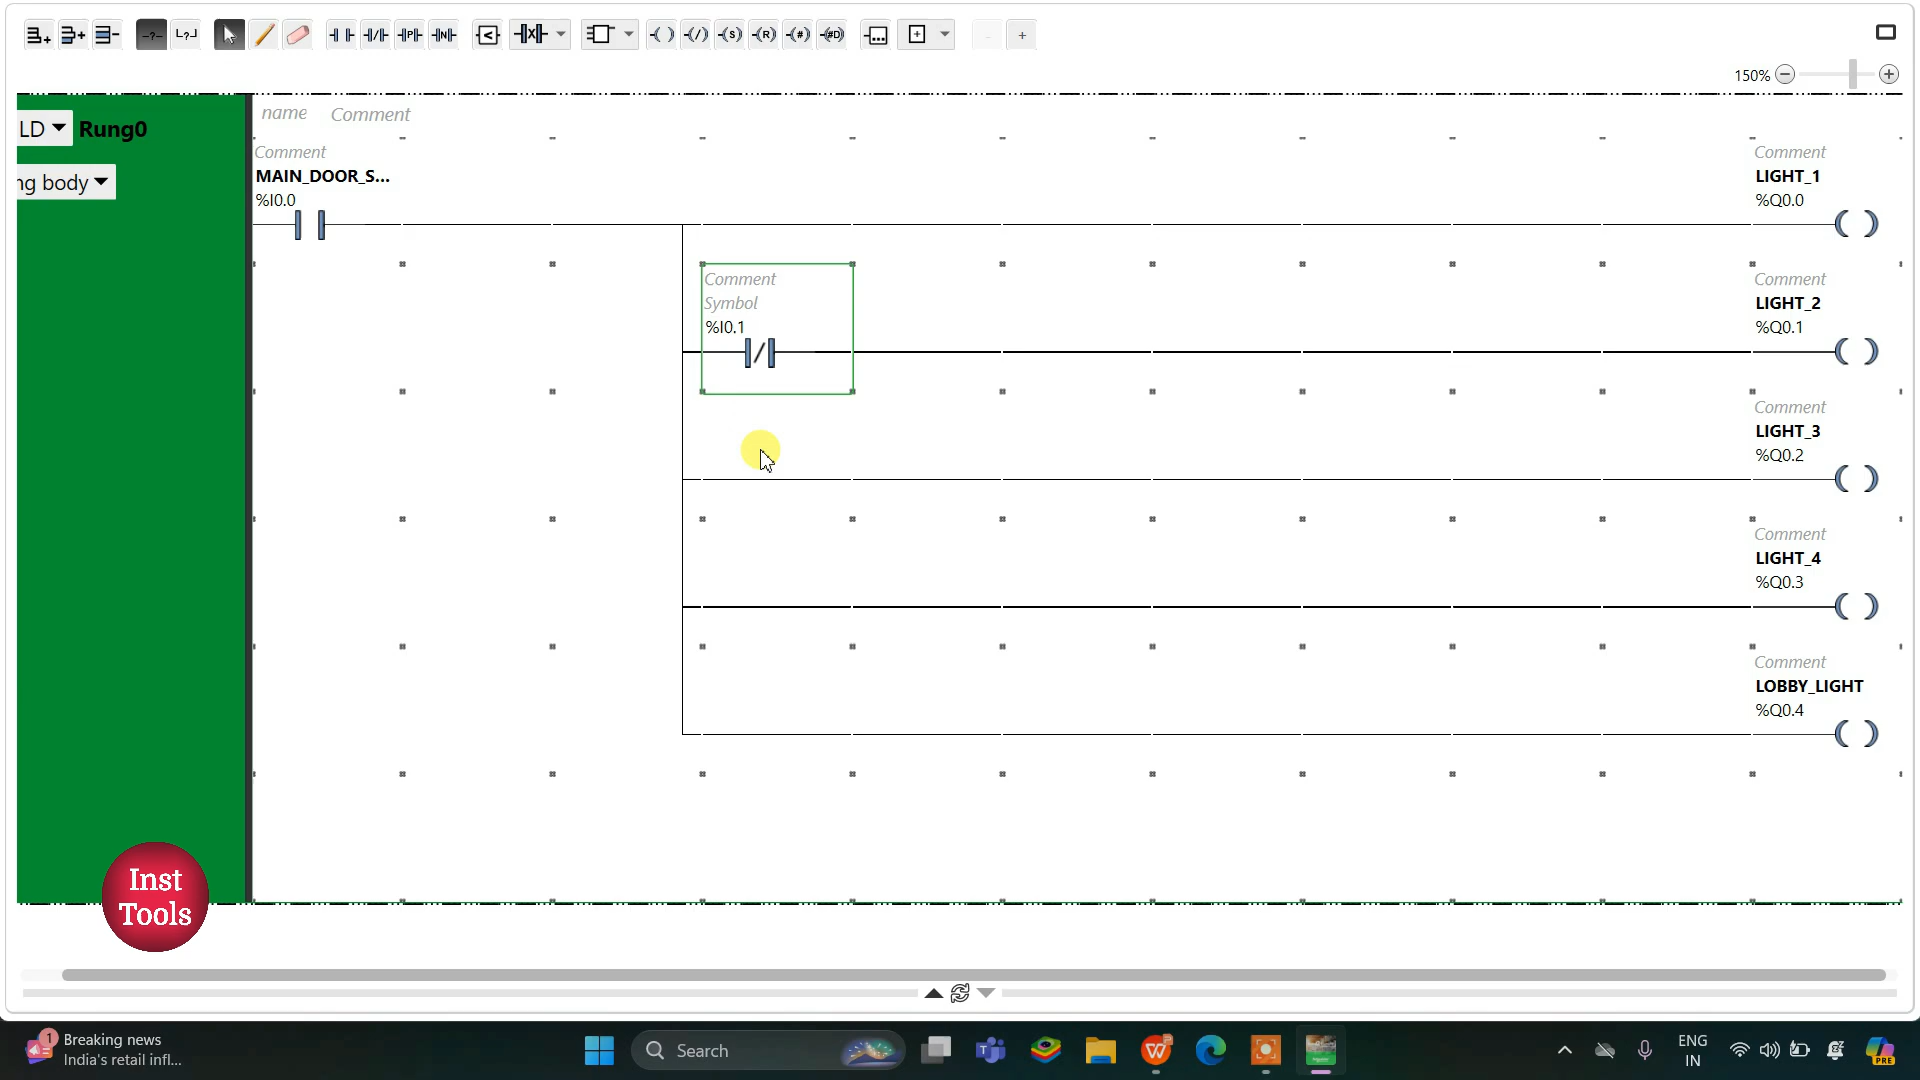 150%
LD
Rung0
ng body
name Comment
Comment
MAIN_DOOR_S...
%I0.0
Comment
LIGHT_1
%Q0.0
Comment
Symbol
%I0.1
Comment
LIGHT_2
%Q0.1
Comment
LIGHT_3
%Q0.2
Comment
LIGHT_4
%Q0.3
Comment
LOBBY_LIGHT
%Q0.4
Inst
Tools
1
Breaking news
India's retail infl...
Search
ENG
IN
PRE